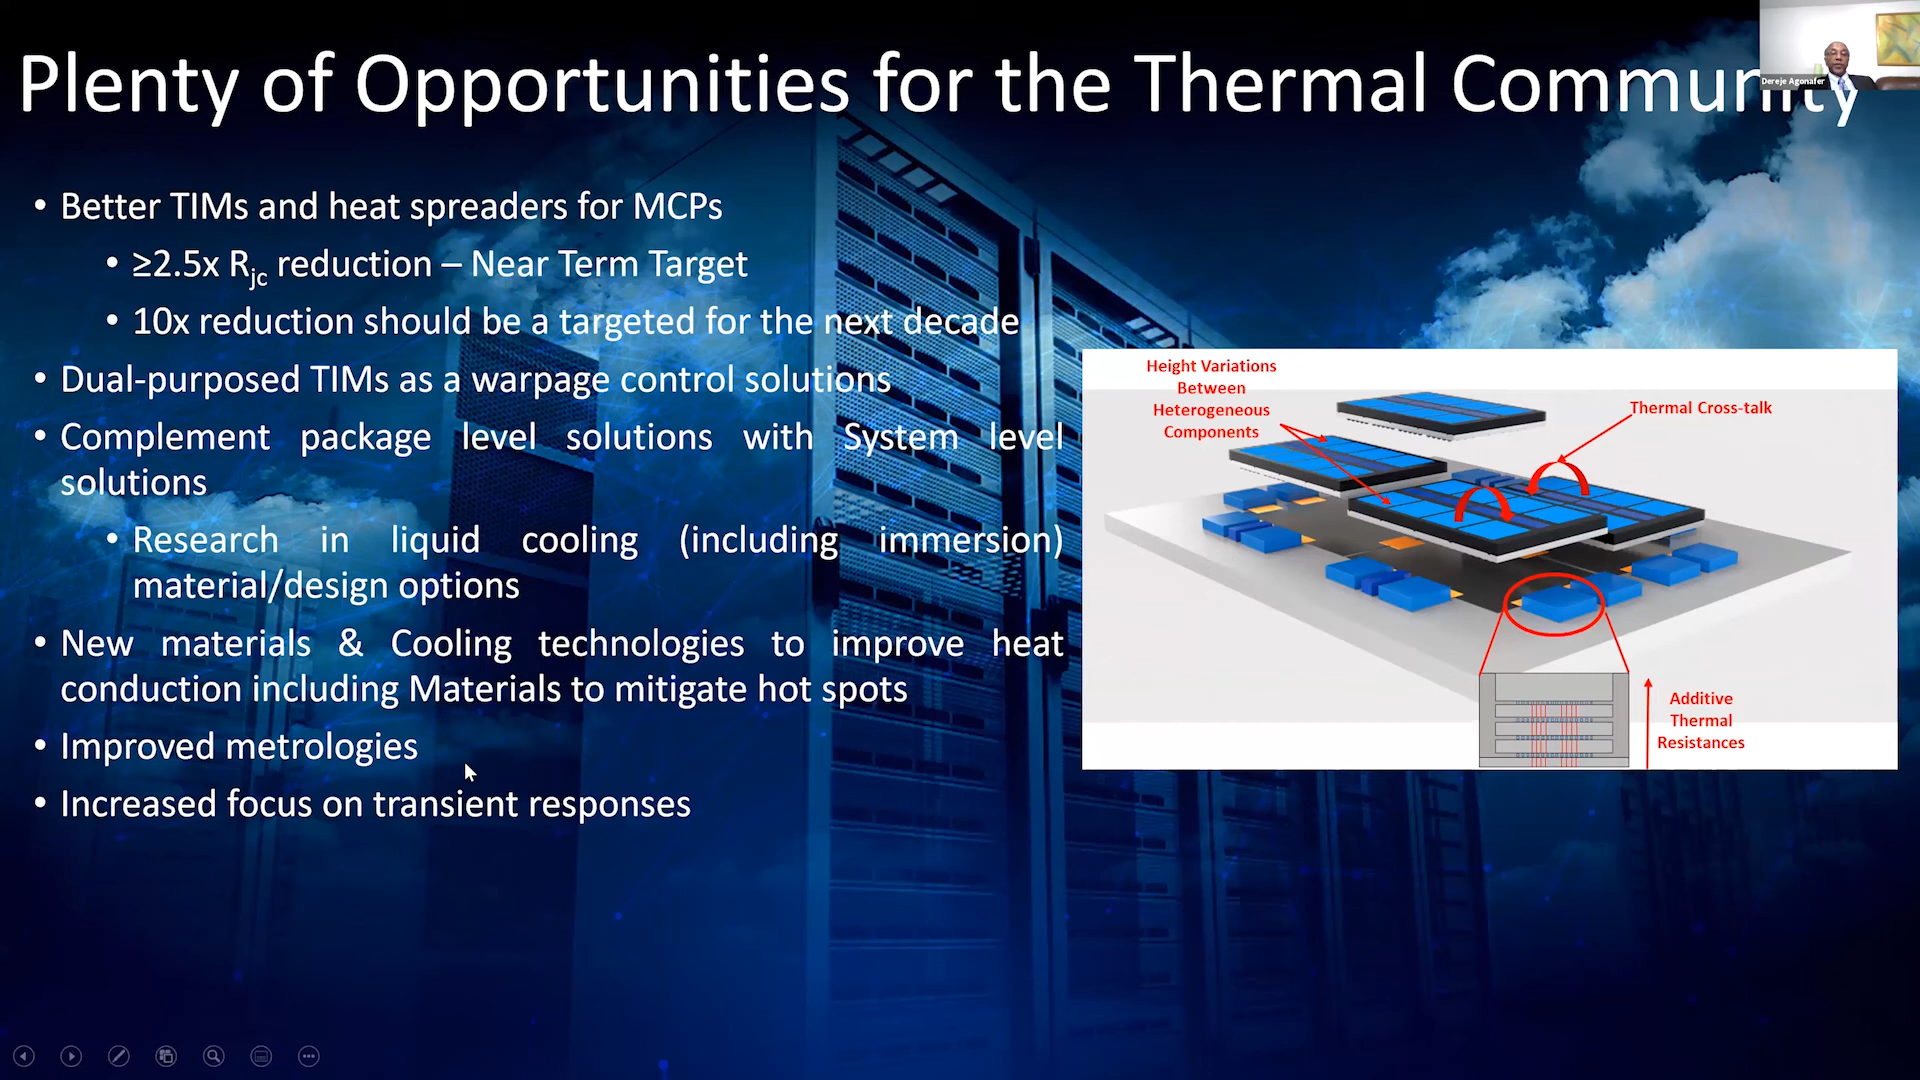 Plenty of Opportunities for the Thermal Community
Dereje Agonafer
• Better TIMs and heat spreaders for MCPs
• ≥2.5x Rjc reduction – Near Term Target
• 10x reduction should be a targeted for the next decade
• Dual-purposed TIMs as a warpage control solutions
• Complement package level solutions with System level
solutions
• Research in liquid cooling (including immersion)
material/design options
• New materials & Cooling technologies to improve heat
conduction including Materials to mitigate hot spots
• Improved metrologies
• Increased focus on transient responses
Height Variations
Between
Heterogeneous
Components
Thermal Cross-talk
Additive
Thermal
Resistances